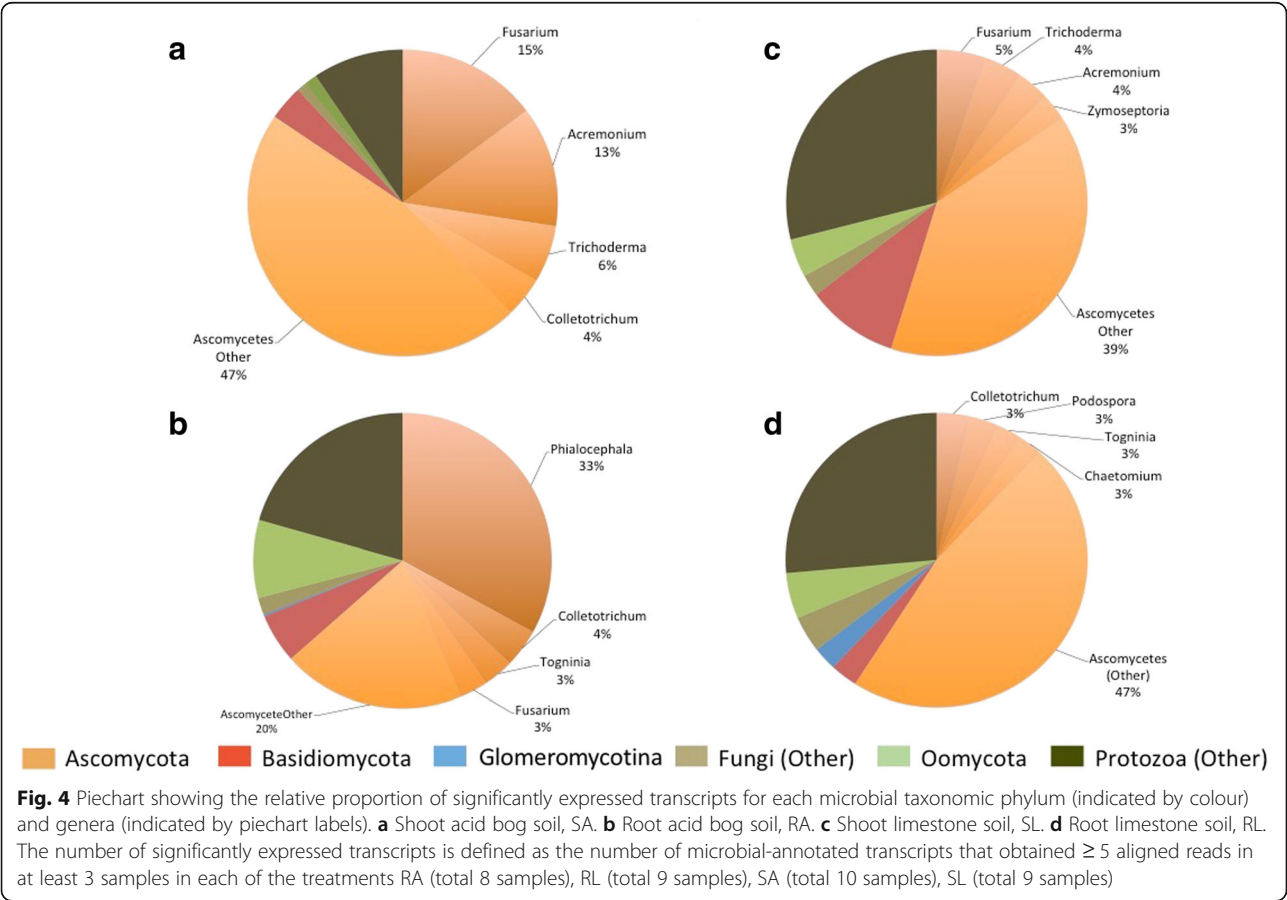 a
Fusarium
15%
Acremonium
13%
Trichoderma
6%
Colletotrichum
4%
Ascomycetes
Other
47%
c
Fusarium
5%
Trichoderma
4%
Acremonium
4%
Zymoseptoria
3%
Ascomycetes
Other
39%
b
Phialocephala
33%
Colletotrichum
4%
Togninia
3%
Fusarium
3%
AscomyceteOther
20%
d
Colletotrichum
3%
Podospora
3%
Togninia
3%
Chaetomium
3%
Ascomycetes
(Other)
47%
Ascomycota Basidiomycota Glomeromycotina Fungi (Other) Oomycota Protozoa (Other)
Fig. 4 Piechart showing the relative proportion of significantly expressed transcripts for each microbial taxonomic phylum (indicated by colour)
and genera (indicated by piechart labels). a Shoot acid bog soil, SA. b Root acid bog soil, RA. c Shoot limestone soil, SL. d Root limestone soil, RL.
The number of significantly expressed transcripts is defined as the number of microbial-annotated transcripts that obtained ≥ 5 aligned reads in
at least 3 samples in each of the treatments RA (total 8 samples), RL (total 9 samples), SA (total 10 samples), SL (total 9 samples)